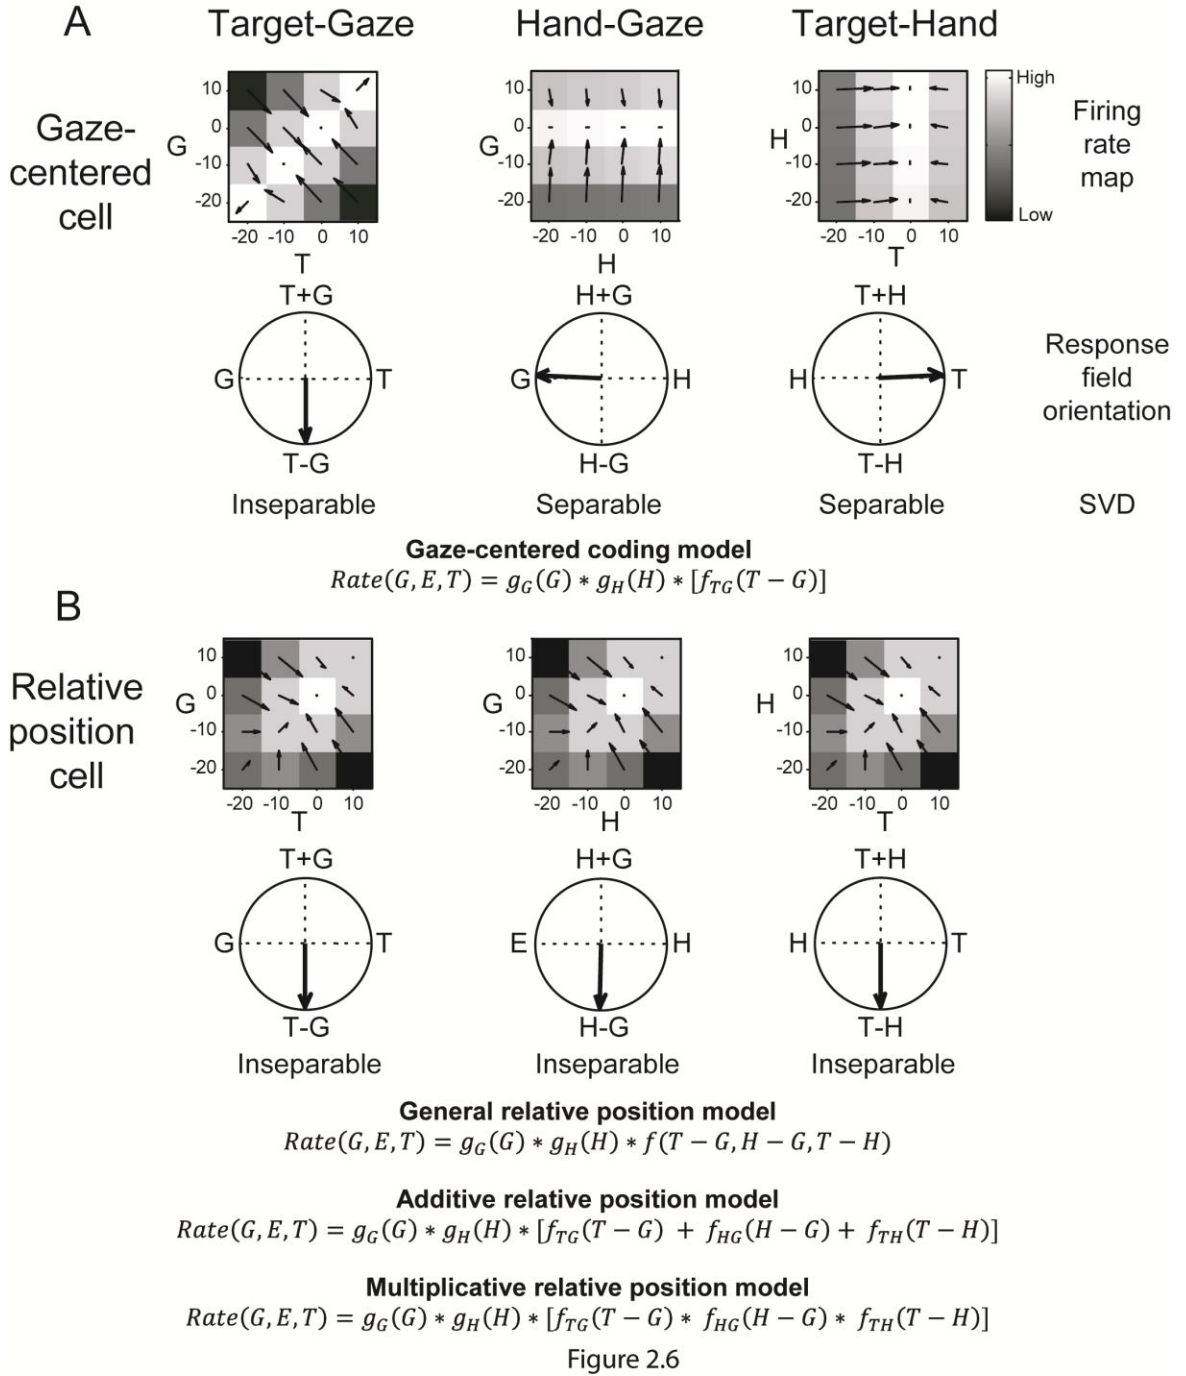 A
Target-Gaze Hand-Gaze Target-Hand
Gaze-centered cell
10
0
-10
-20
G
-20 -10 0 10
T
10
0
-10
-20
G
-20 -10 0 10
H
10
0
-10
-20
H
-20 -10 0 10
T
High
Low
Firing rate map
T+G
G T
T-G
Inseparable
H+G
G H
H-G
Separable
T+H
H T
T-H
Separable
Response field orientation
SVD
Gaze-centered coding model
Rate(G, E, T) = g_G(G) * g_H(H) * [f_TG(T − G)]
B
Relative position cell
10
0
-10
-20
G
-20 -10 0 10
T
10
0
-10
-20
G
-20 -10 0 10
H
10
0
-10
-20
H
-20 -10 0 10
T
T+G
G T
T-G
Inseparable
H+G
E H
H-G
Inseparable
T+H
H T
T-H
Inseparable
General relative position model
Rate(G, E, T) = g_G(G) * g_H(H) * f(T − G, H − G, T − H)
Additive relative position model
Rate(G, E, T) = g_G(G) * g_H(H) * [f_TG(T − G) + f_HG(H − G) + f_TH(T − H)]
Multiplicative relative position model
Rate(G, E, T) = g_G(G) * g_H(H) * [f_TG(T − G) * f_HG(H − G) * f_TH(T − H)]
Figure 2.6